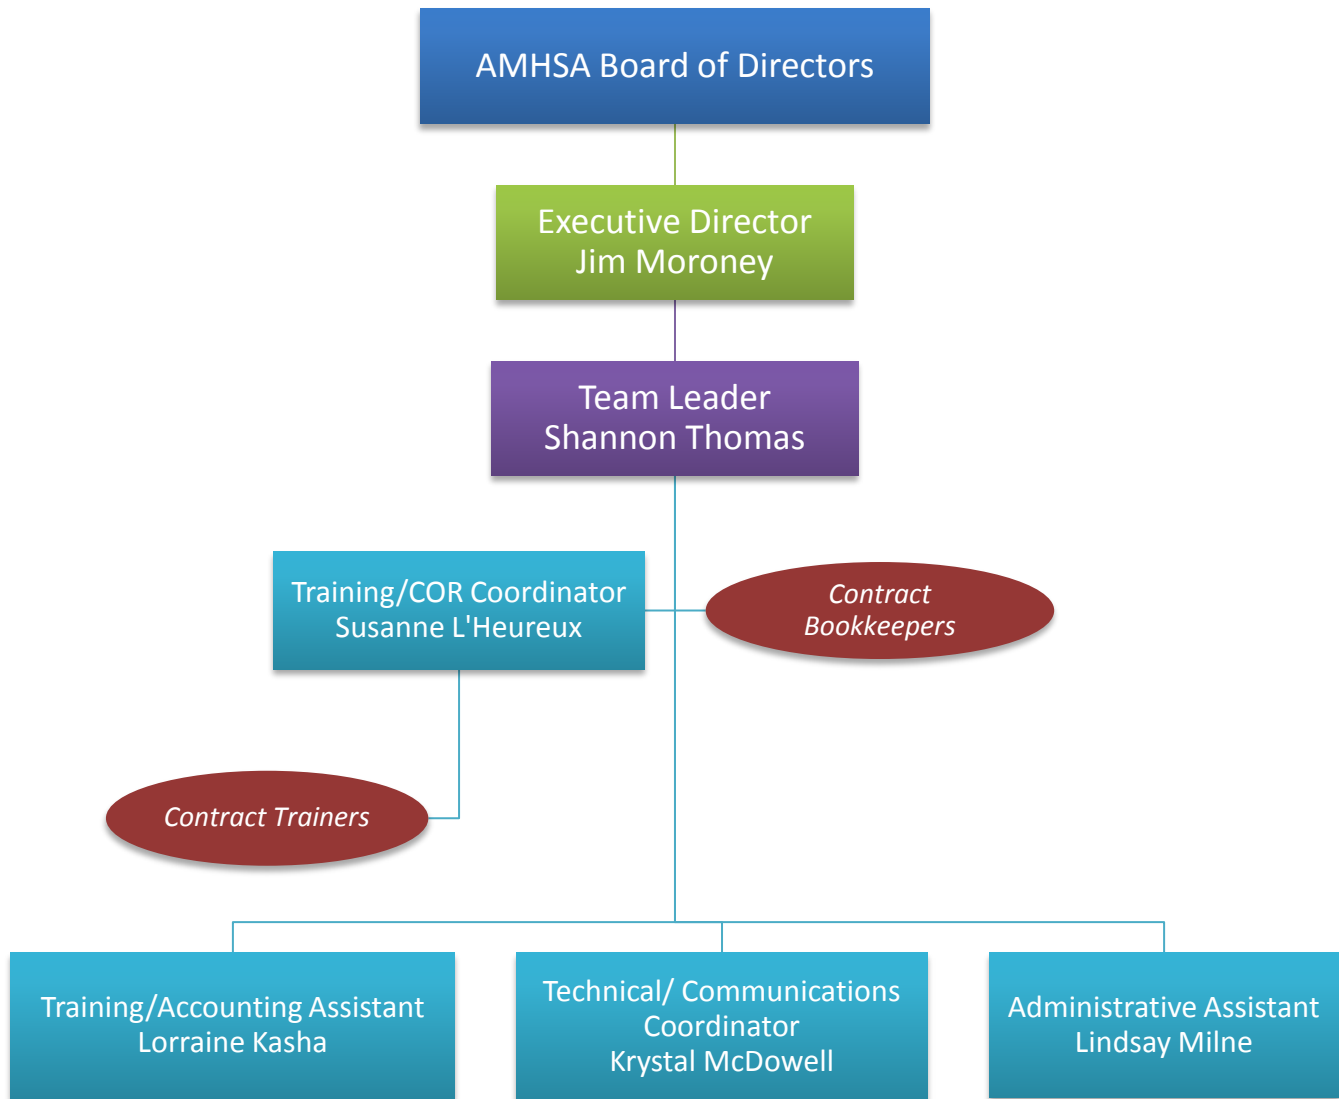 AMHSA Board of Directors
Executive Director
Jim Moroney
Team Leader
Shannon Thomas
Training/COR Coordinator
Susanne L'Heureux
Contract
Bookkeepers
Contract Trainers
Training/Accounting Assistant
Lorraine Kasha
Technical/ Communications
Coordinator
Krystal McDowell
Administrative Assistant
Lindsay Milne